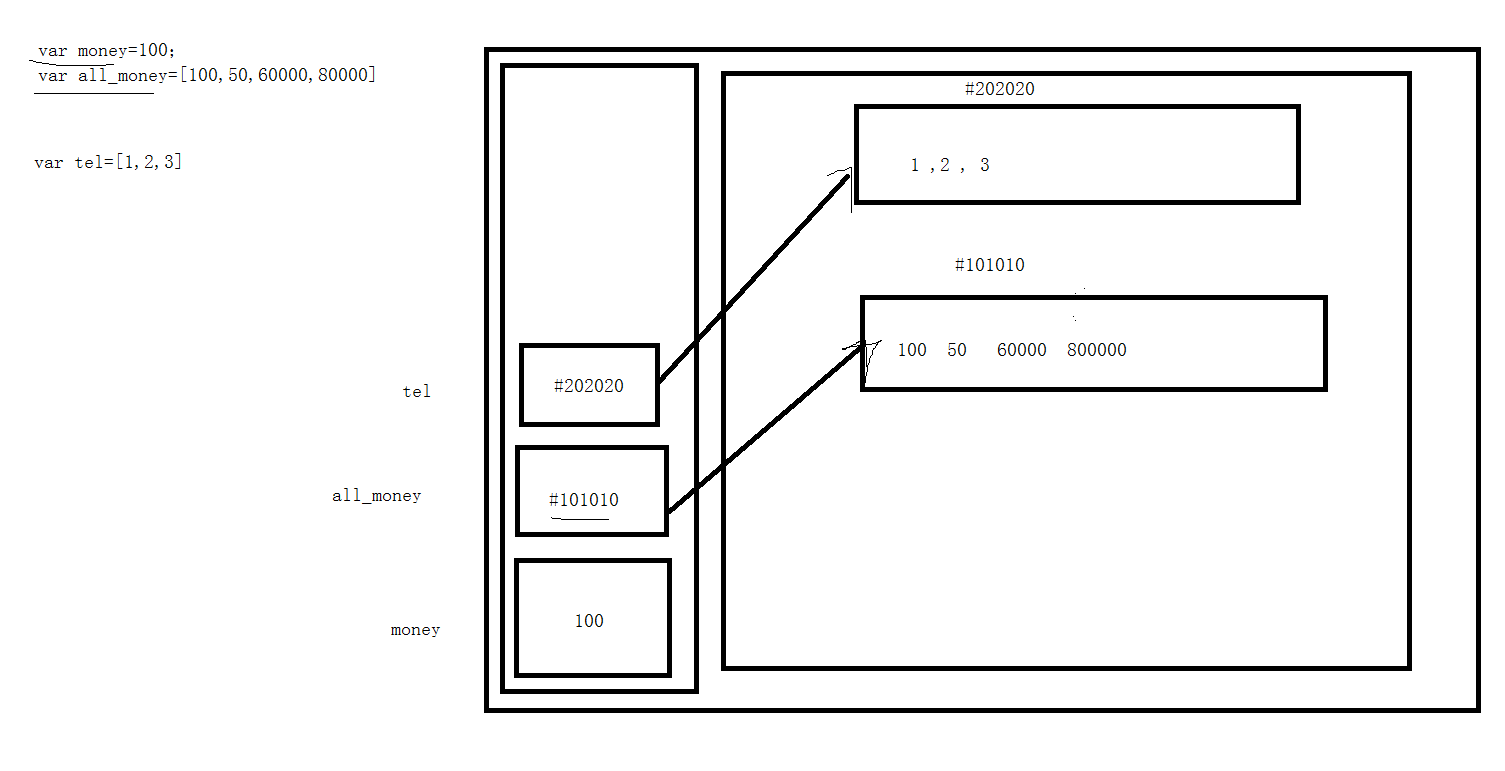 var money=100;
var all_money=[100,50,60000,80000]
var tel=[1,2,3]
#202020
1 ,2 , 3
#101010
100 50 60000 800000
tel
#202020
all_money
#101010
money
100